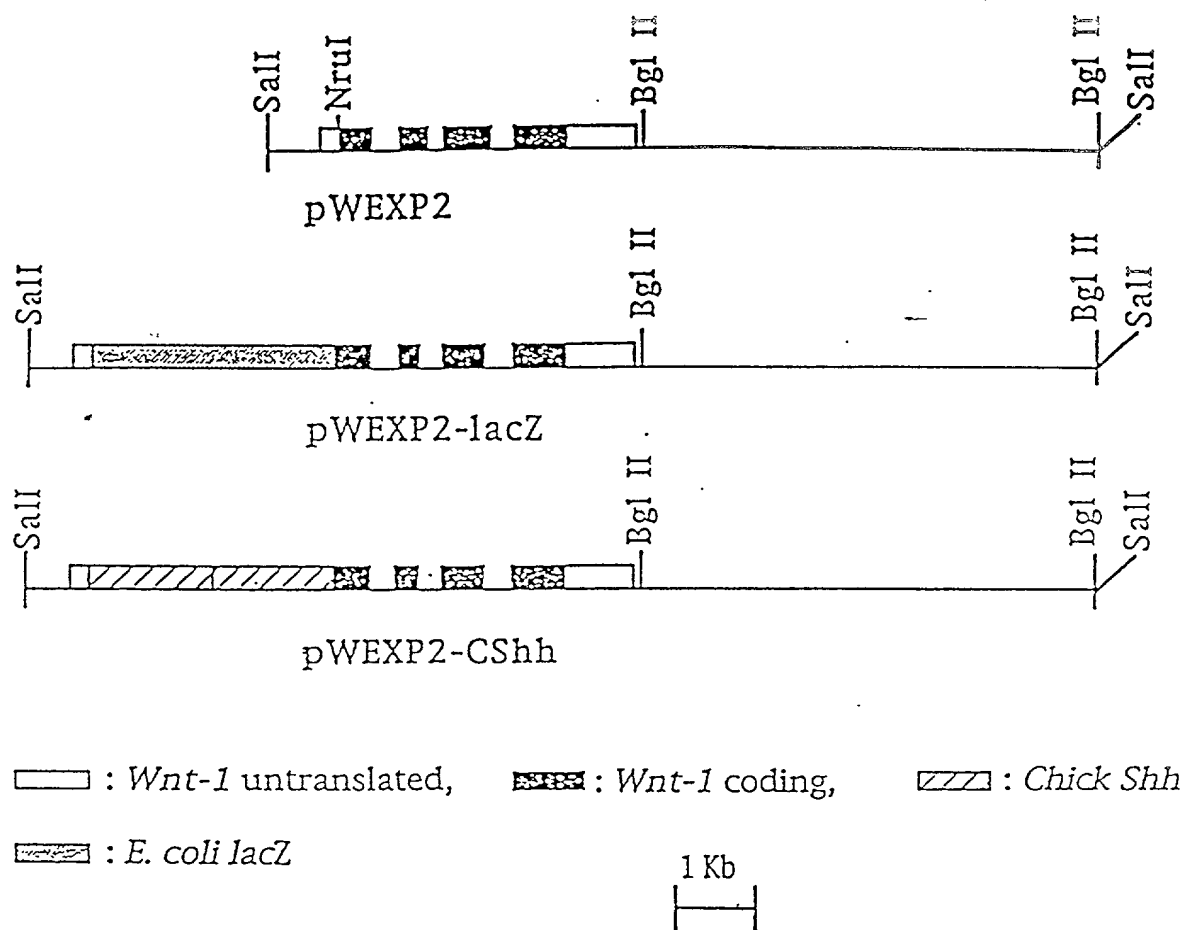 SalI
NruI
Bgl II
Bgl II
SalI
pWEXP2
SalI
Bgl II
Bgl II
SalI
pWEXP2-lacZ
SalI
Bgl II
Bgl II
SalI
pWEXP2-CShh
: Wnt-1 untranslated, : Wnt-1 coding, : Chick Shh
: E. coli lacZ
1 Kb